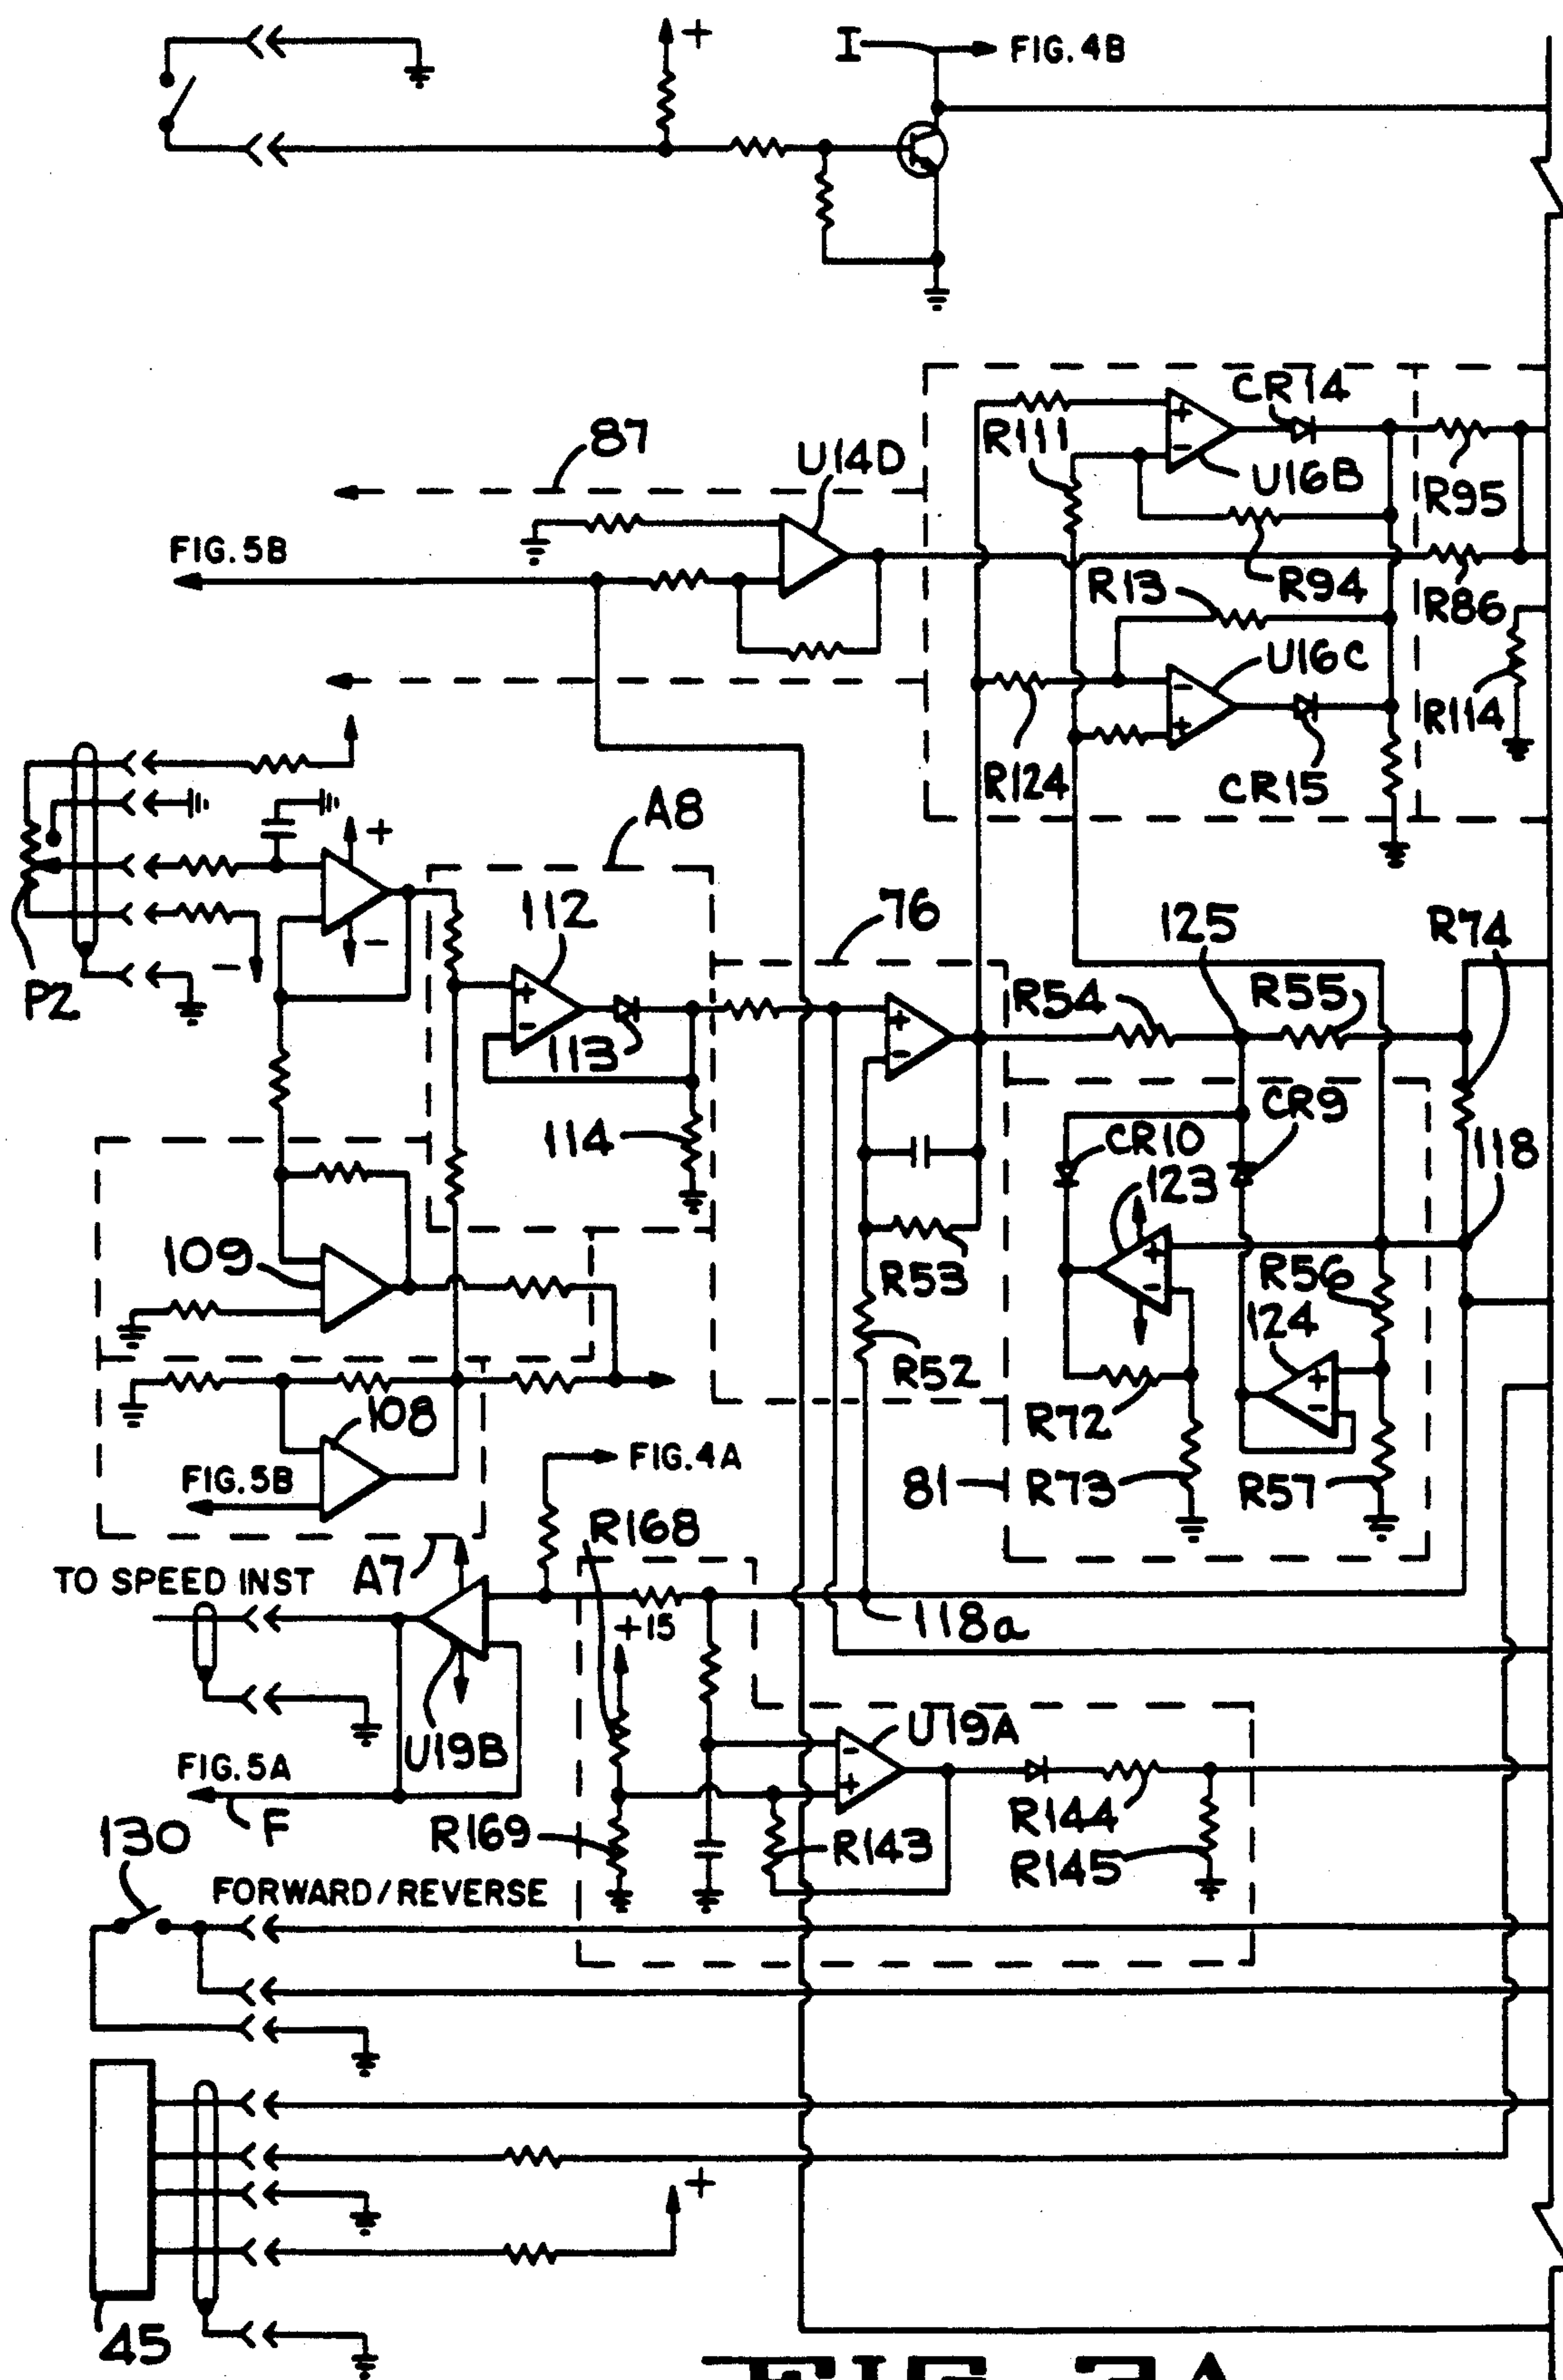 +
I
FIG. 4B
CR14
87
U14D
R111
+
-
U16B
R95
FIG. 5B
R13
R94
R86
U16C
-
+
R114
R124
CR15
A8
+
-
-
P2
112
+
-
113
114
76
+
-
125
R74
R54
R55
CR9
CR10
123
118
109
+
-
R53
R56
124
R52
+
-
108
R72
FIG. 5B
FIG. 4A
81
R73
R57
R168
TO SPEED INST
A7
+15
118a
U19B
U19A
-
+
FIG. 5A
F
R169
R143
R144
R145
130
FORWARD/REVERSE
+
45